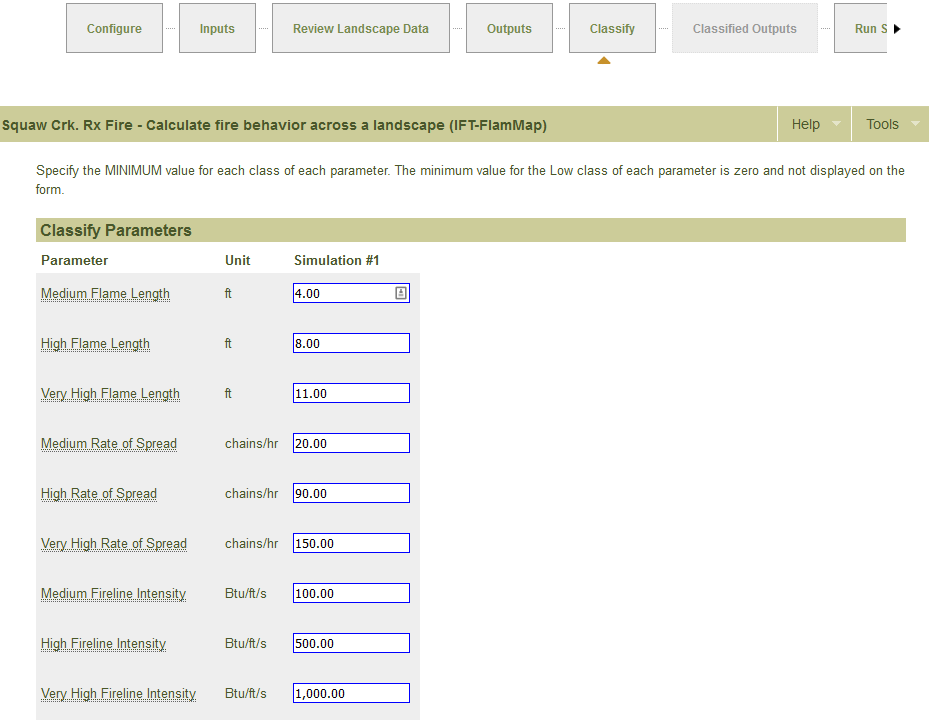 Configure Inputs Review Landscape Data Outputs Classify Classified Outputs Run S
Squaw Crk. Rx Fire - Calculate fire behavior across a landscape (IFT-FlamMap) Help Tools
Specify the MINIMUM value for each class of each parameter. The minimum value for the Low class of each parameter is zero and not displayed on the
form.
Classify Parameters
Parameter Unit Simulation #1
Medium Flame Length ft 4.00
High Flame Length ft 8.00
Very High Flame Length ft 11.00
Medium Rate of Spread chains/hr 20.00
High Rate of Spread chains/hr 90.00
Very High Rate of Spread chains/hr 150.00
Medium Fireline Intensity Btu/ft/s 100.00
High Fireline Intensity Btu/ft/s 500.00
Very High Fireline Intensity Btu/ft/s 1,000.00